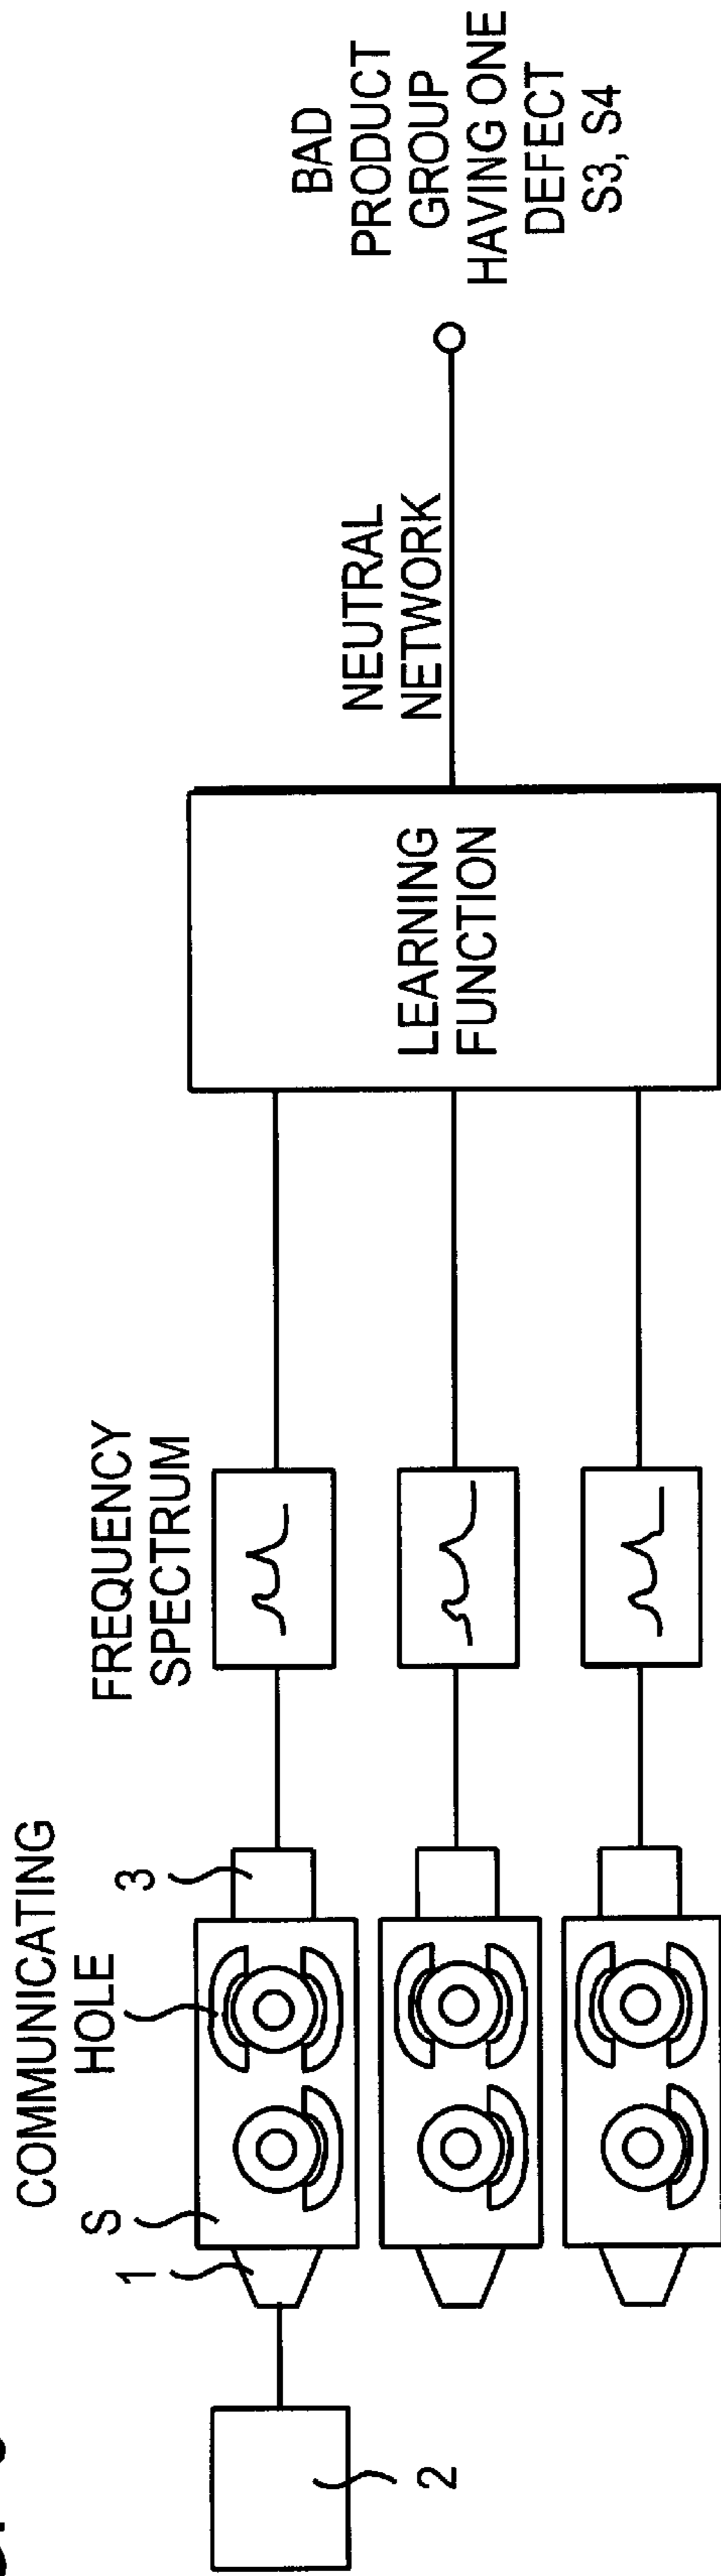 COMMUNICATING
HOLE
FREQUENCY
SPECTRUM
S
1
2
3
LEARNING
FUNCTION
NEUTRAL
NETWORK
BAD
PRODUCT
GROUP
HAVING ONE
DEFECT
S3, S4